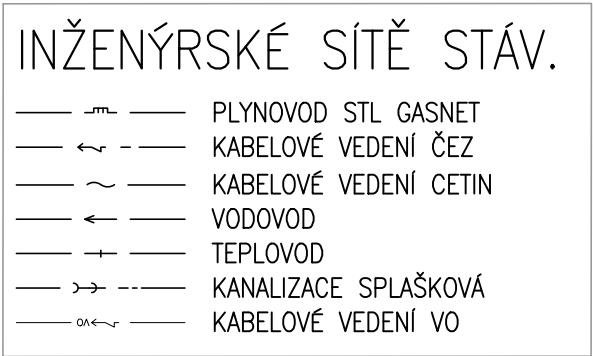 INŽENÝRSKÉ SÍTĚ STÁV.
PLYNOVOD STL GASNET
KABELOVÉ VEDENÍ ČEZ
KABELOVÉ VEDENÍ CETIN
VODOVOD
TEPLOVOD
KANALIZACE SPLAŠKOVÁ
VO KABELOVÉ VEDENÍ VO